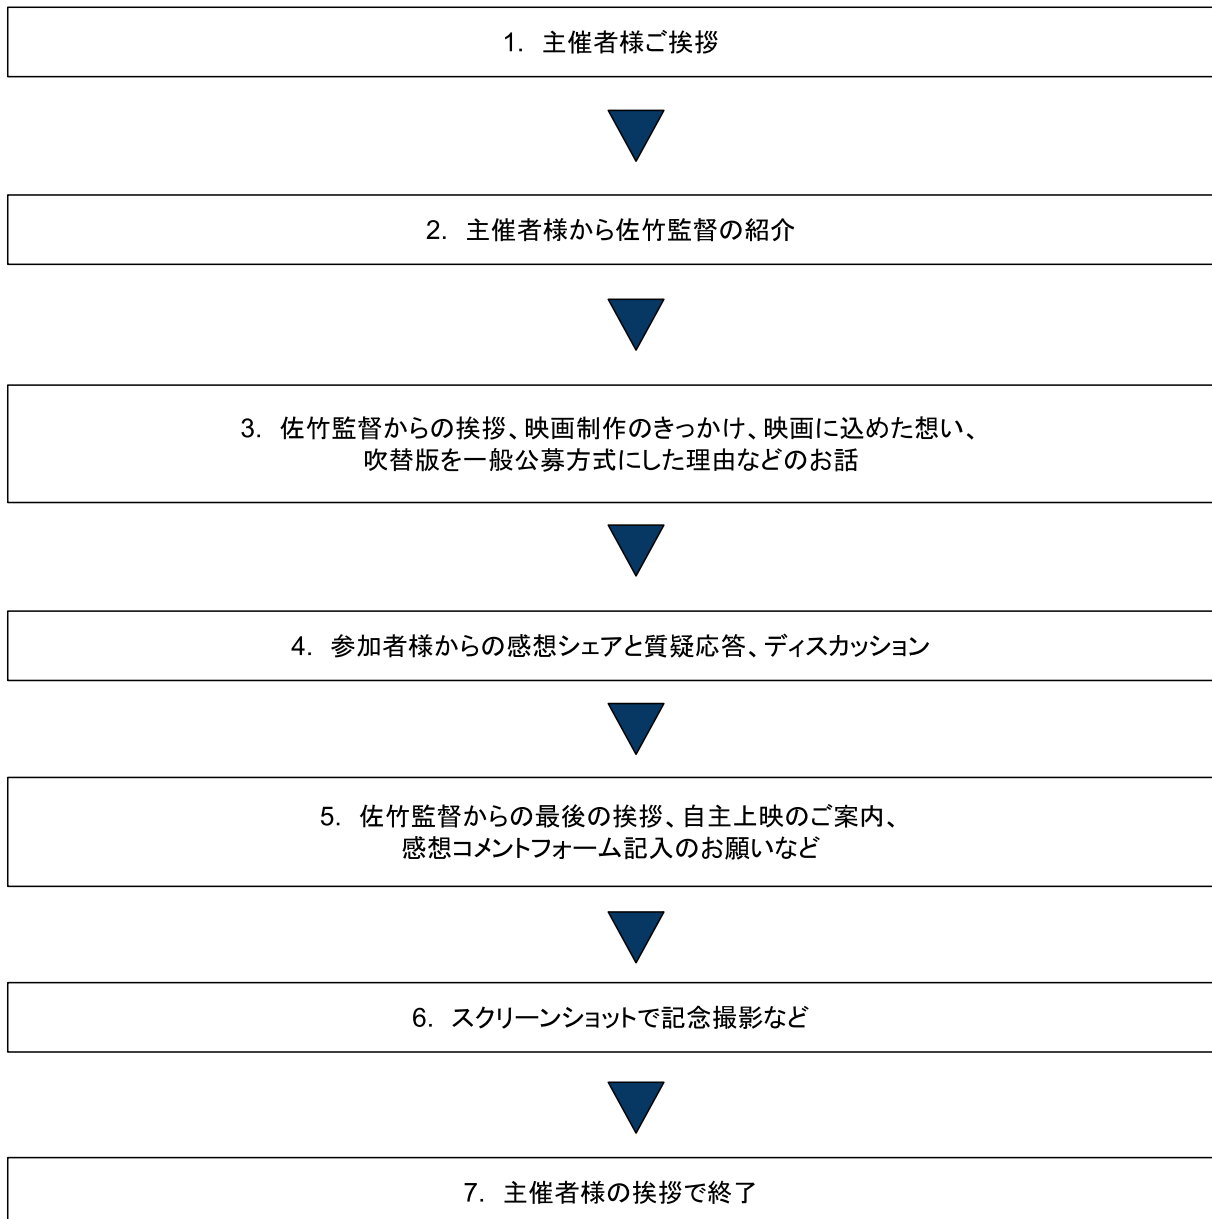 1. 主催者様ご挨拶
2. 主催者様から佐竹監督の紹介
3. 佐竹監督からの挨拶、映画制作のきっかけ、映画に込めた想い、
吹替版を一般公募方式にした理由などのお話
4. 参加者様からの感想シェアと質疑応答、ディスカッション
5. 佐竹監督からの最後の挨拶、自主上映のご案内、
感想コメントフォーム記入のお願いなど
6. スクリーンショットで記念撮影など
7. 主催者様の挨拶で終了